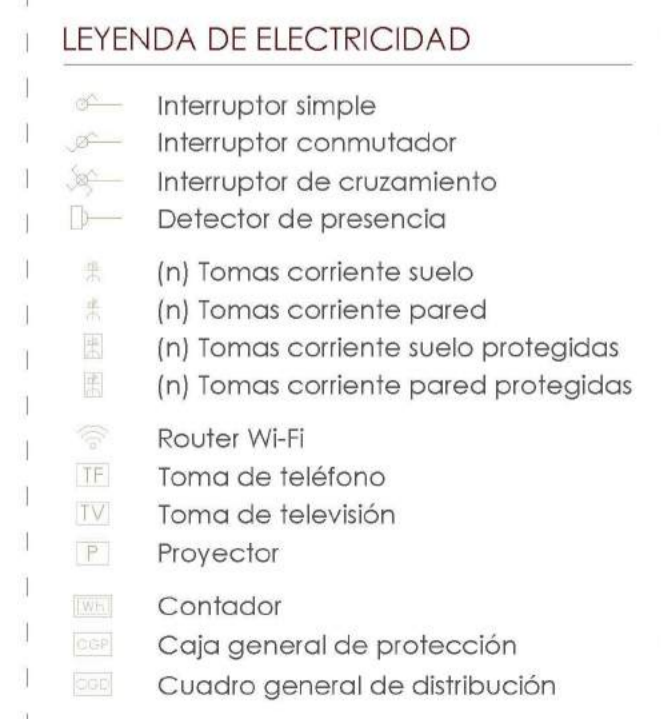 LEYENDA DE ELECTRICIDAD
Interruptor simple
Interruptor conmutador
Interruptor de cruzamiento
Detector de presencia
(n) Tomas corriente suelo
(n) Tomas corriente pared
(n) Tomas corriente suelo protegidas
(n) Tomas corriente pared protegidas
Router Wi-Fi
TF Toma de teléfono
TV Toma de televisión
P Proyector
Wh Contador
CGP Caja general de protección
CGD Cuadro general de distribución